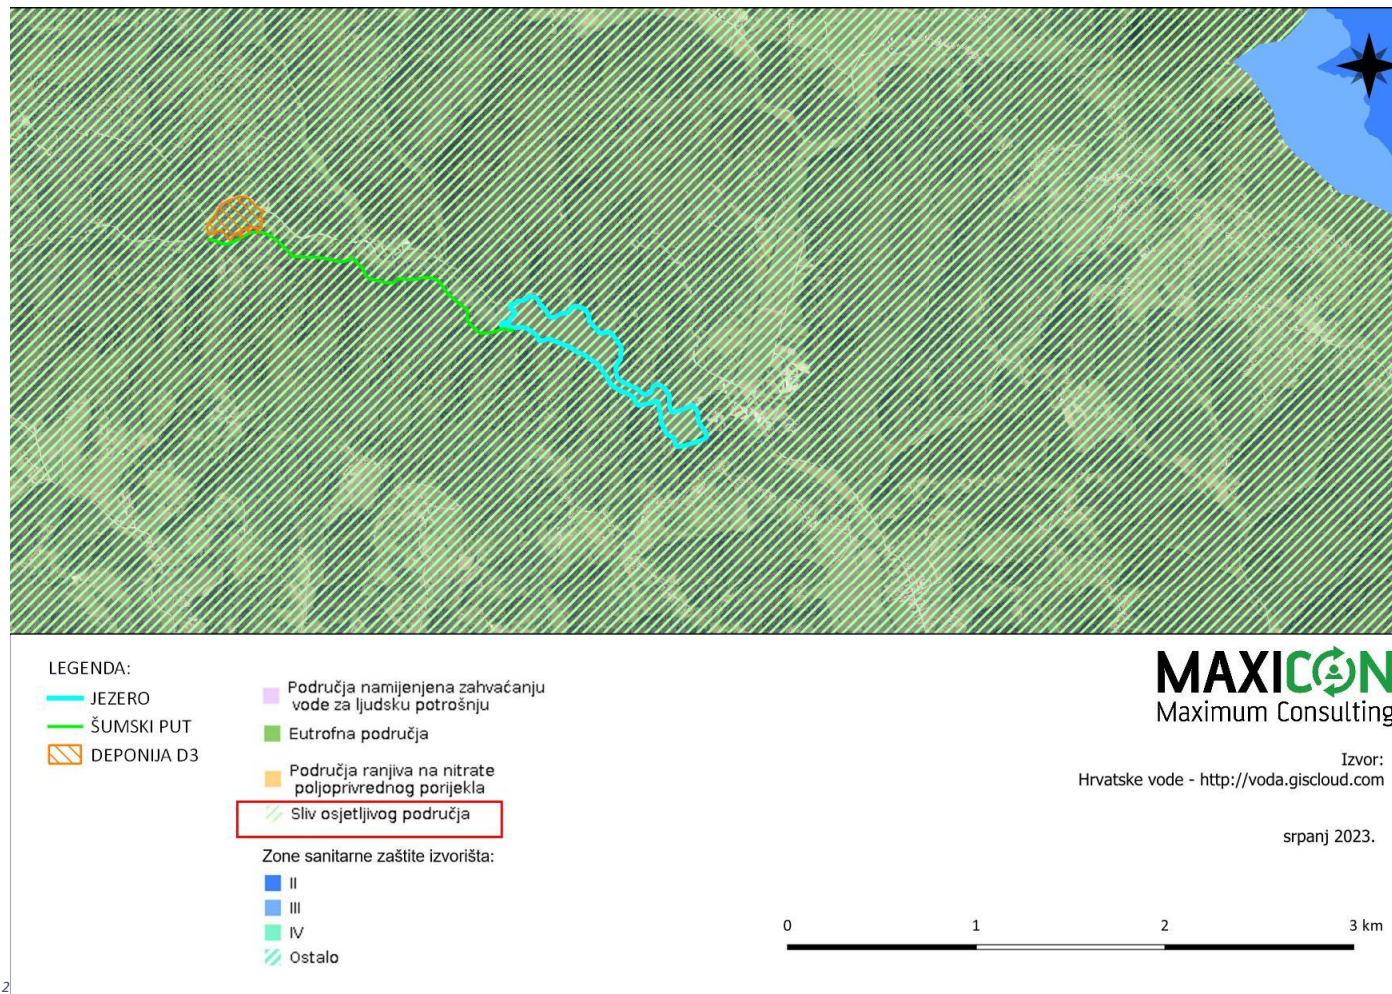 LEGENDA:
JEZERO
ŠUMSKI PUT
DEPONIJA D3
Područja namijenjena zahvaćanju
vode za ljudsku potrošnju
Eutrofna područja
Područja ranjiva na nitrate
poljoprivrednog porijekla
Sliv osjetljivog područja
Zone sanitarne zaštite izvorišta:
II
III
IV
Ostalo
MAXICON
Maximum Consulting
Izvor:
Hrvatske vode - http://voda.giscloud.com
srpanj 2023.
0 1 2 3 km
2